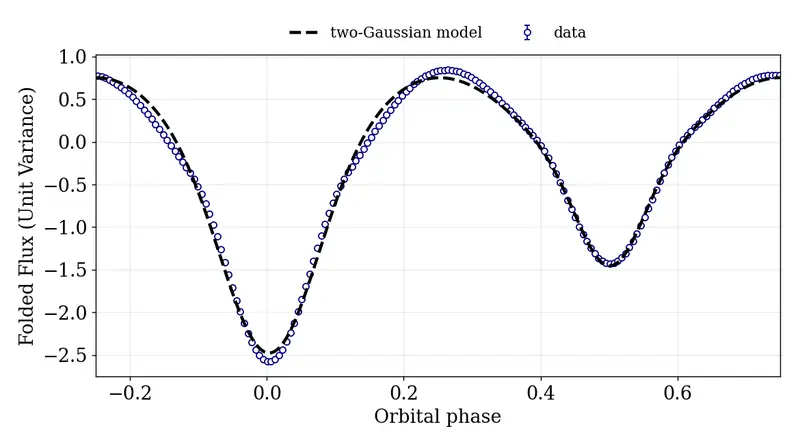 two-Gaussian model data
1.0
0.5
0.0
−0.5
−1.0
−1.5
−2.0
−2.5
Folded Flux (Unit Variance)
−0.2 0.0 0.2 0.4 0.6
Orbital phase